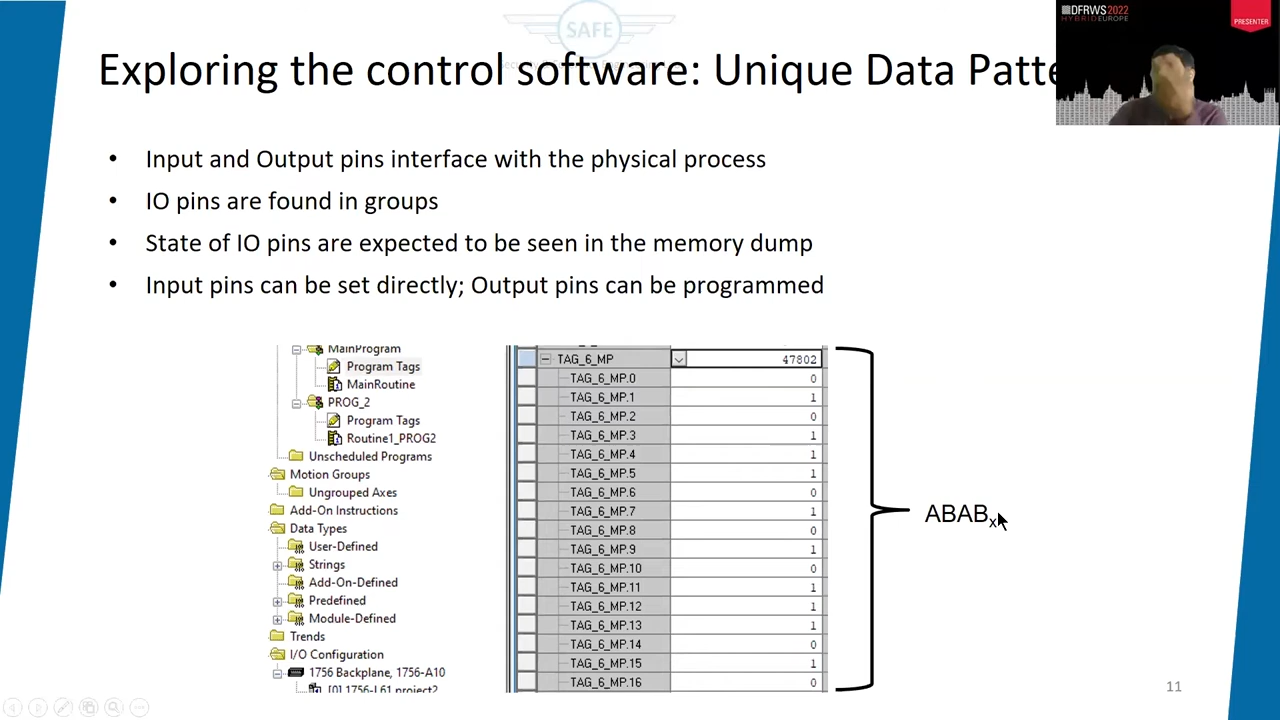 SAFE
DFRWS2022
HYBRID EUROPE
PRESENTER
Exploring the control software: Unique Data Patte
• Input and Output pins interface with the physical process
• IO pins are found in groups
• State of IO pins are expected to be seen in the memory dump
• Input pins can be set directly; Output pins can be programmed
MainProgram
Program Tags
MainRoutine
PROG_2
Program Tags
Routine1_PROG2
Unscheduled Programs
Motion Groups
Ungrouped Axes
Add-On Instructions
Data Types
User-Defined
Strings
Add-On-Defined
Predefined
Module-Defined
Trends
I/O Configuration
1756 Backplane, 1756-A10
[0] 1756-L61 project2
TAG_6_MP 47802
TAG_6_MP.0 0
TAG_6_MP.1 1
TAG_6_MP.2 0
TAG_6_MP.3 1
TAG_6_MP.4 1
TAG_6_MP.5 1
TAG_6_MP.6 0
TAG_6_MP.7 1
TAG_6_MP.8 0
TAG_6_MP.9 1
TAG_6_MP.10 0
TAG_6_MP.11 1
TAG_6_MP.12 1
TAG_6_MP.13 1
TAG_6_MP.14 0
TAG_6_MP.15 1
TAG_6_MP.16 0
ABABx
11